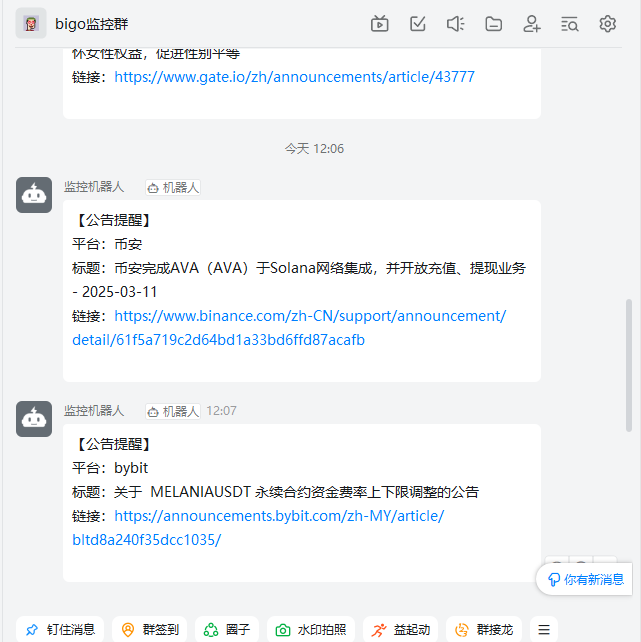 bigo监控群
怀女性权益，促进性别平等
链接：https://www.gate.io/zh/announcements/article/43777
今天 12:06
监控机器人 机器人
【公告提醒】
平台：币安
标题：币安完成AVA（AVA）于Solana网络集成，并开放充值、提现业务
- 2025-03-11
链接：https://www.binance.com/zh-CN/support/announcement/
detail/61f5a719c2d64bd1a33bd6ffd87acafb
监控机器人 机器人 12:07
【公告提醒】
平台：bybit
标题：关于 MELANIAUSDT 永续合约资金费率上下限调整的公告
链接：https://announcements.bybit.com/zh-MY/article/
bltd8a240f35dcc1035/
你有新消息
钉住消息 群签到 圈子 水印拍照 益起动 群接龙